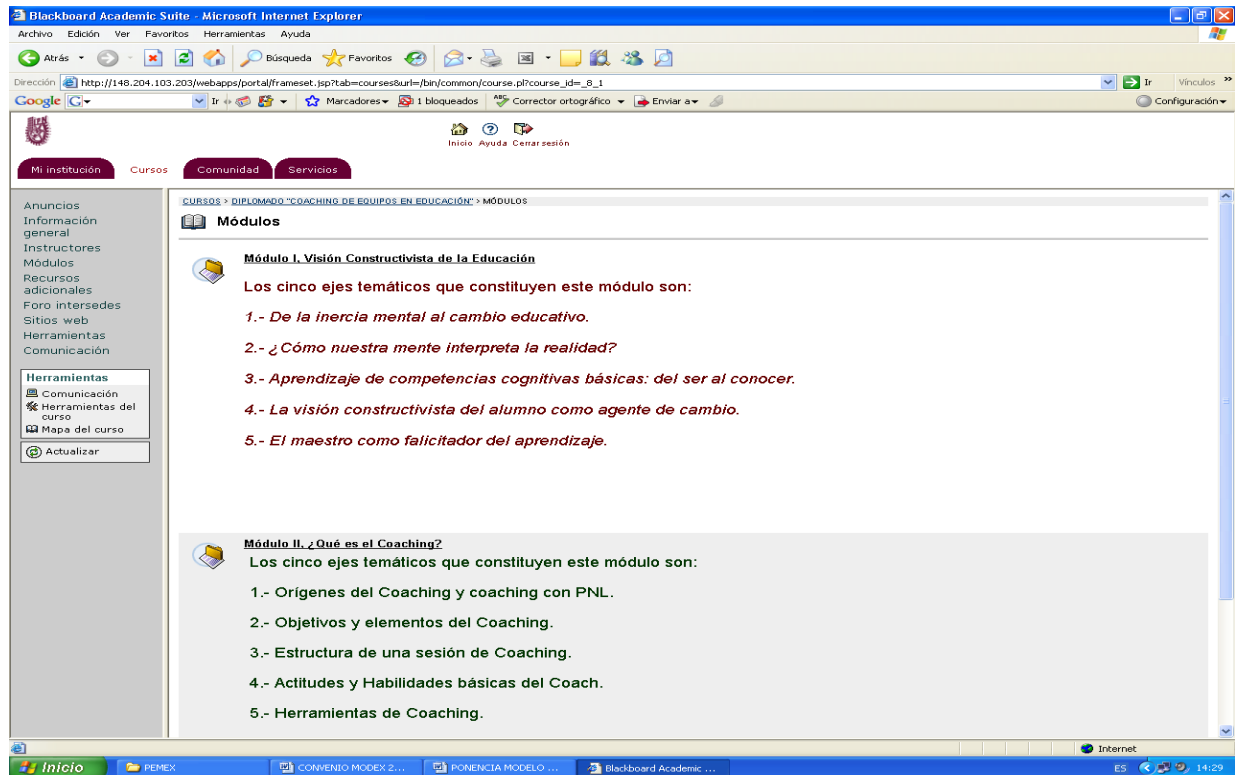 Blackboard Academic Suite - Microsoft Internet Explorer
Archivo Edición Ver Favoritos Herramientas Ayuda
Atrás Búsqueda Favoritos
Dirección http://148.204.103.203/webapps/portal/frameset.jsp?tab=courses&url=/bin/common/course.pl?course_id=_8_1 Ir Vínculos »
Google G Ir Marcadores 1 bloqueados Corrector ortográfico Enviar a Configuración
Inicio Ayuda Cerrar sesión
Mi institución Cursos Comunidad Servicios
Anuncios
Información
general
Instructores
Módulos
Recursos
adicionales
Foro intersedes
Sitios web
Herramientas
Comunicación
Herramientas
Comunicación
Herramientas del
curso
Mapa del curso
Actualizar
CURSOS > DIPLOMADO "COACHING DE EQUIPOS EN EDUCACIÓN" > MÓDULOS
Módulos
Módulo I, Visión Constructivista de la Educación
Los cinco ejes temáticos que constituyen este módulo son:
1.- De la inercia mental al cambio educativo.
2.- ¿Cómo nuestra mente interpreta la realidad?
3.- Aprendizaje de competencias cognitivas básicas: del ser al conocer.
4.- La visión constructivista del alumno como agente de cambio.
5.- El maestro como falicitador del aprendizaje.
Módulo II, ¿Qué es el Coaching?
Los cinco ejes temáticos que constituyen este módulo son:
1.- Orígenes del Coaching y coaching con PNL.
2.- Objetivos y elementos del Coaching.
3.- Estructura de una sesión de Coaching.
4.- Actitudes y Habilidades básicas del Coach.
5.- Herramientas de Coaching.
Internet
Inicio PEMEX CONVENIO MODEX 2... PONENCIA MODELO ... Blackboard Academic ... ES 14:29